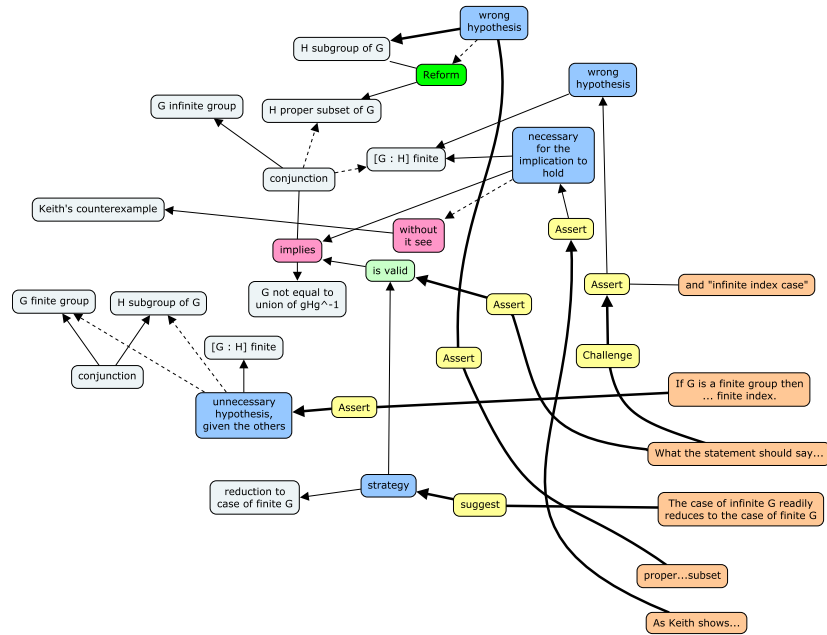 wrong
hypothesis
H subgroup of G
Reform
wrong
hypothesis
G infinite group
H proper subset of G
necessary
for the
implication to
hold
[G : H] finite
conjunction
Keith's counterexample
without
it see
Assert
implies
is valid
G not equal to
union of gHg^-1
Assert
Assert
and "infinite index case"
G finite group
H subgroup of G
[G : H] finite
Assert
Challenge
conjunction
If G is a finite group then
... finite index.
unnecessary
hypothesis,
given the others
Assert
What the statement should say...
strategy
reduction to
case of finite G
suggest
The case of infinite G readily
reduces to the case of finite G
proper...subset
As Keith shows...